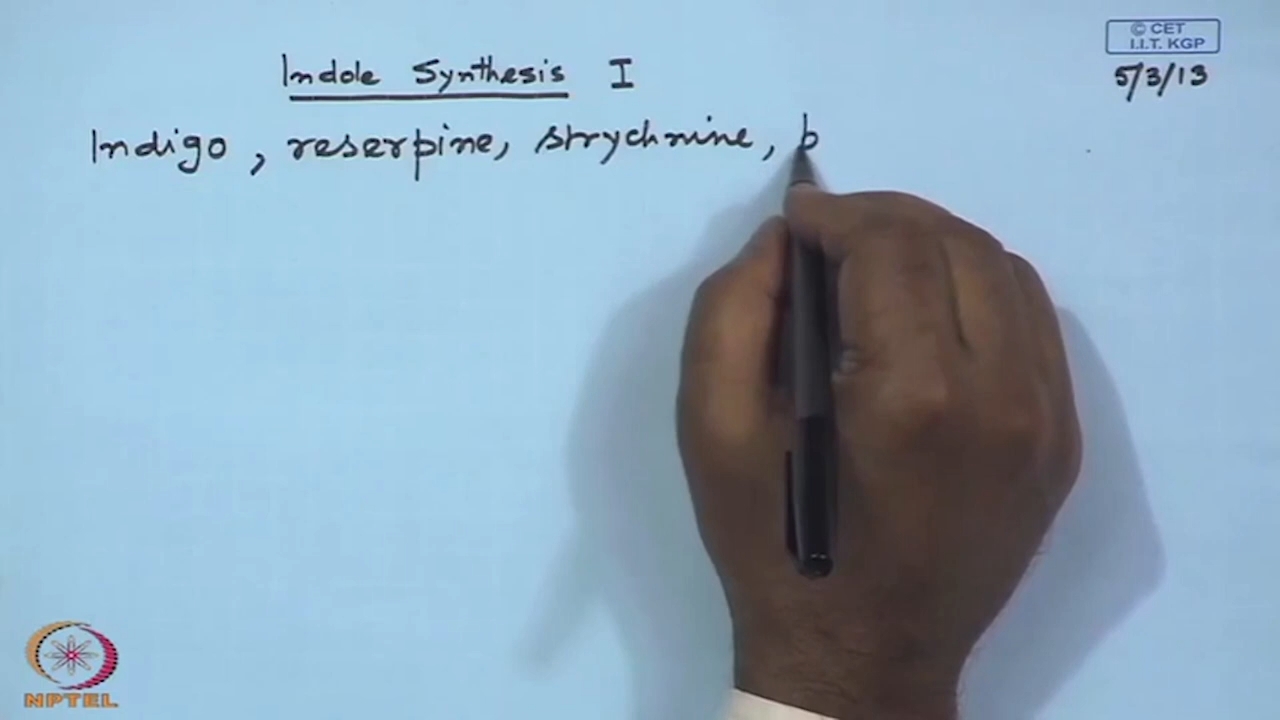 © CET
I.I.T. KGP
5/3/13
Indole Synthesis I
Indigo, reserpine, strychnine, p
NPTEL